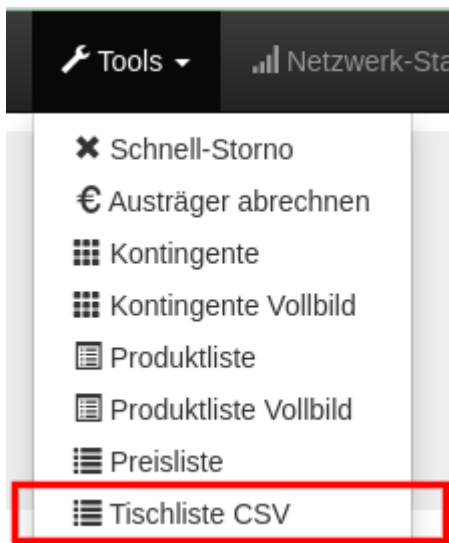 Tools
Netzwerk-Sta
Schnell-Storno
€ Austräger abrechnen
Kontingente
Kontingente Vollbild
Produktliste
Produktliste Vollbild
Preisliste
Tischliste CSV